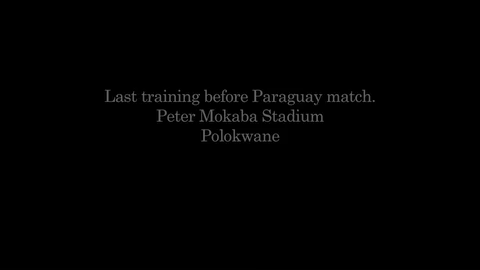 Last training before Paraguay match.
Peter Mokaba Stadium
Polokwane